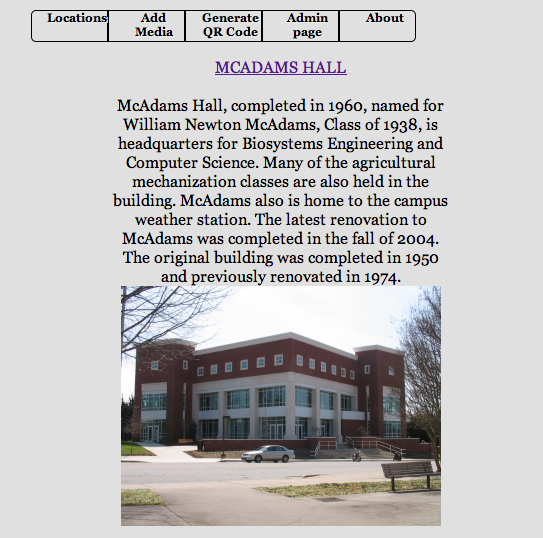 Locations
Add
Media
Generate
QR Code
Admin
page
About
MCADAMS HALL
McAdams Hall, completed in 1960, named for
William Newton McAdams, Class of 1938, is
headquarters for Biosystems Engineering and
Computer Science. Many of the agricultural
mechanization classes are also held in the
building. McAdams also is home to the campus
weather station. The latest renovation to
McAdams was completed in the fall of 2004.
The original building was completed in 1950
and previously renovated in 1974.